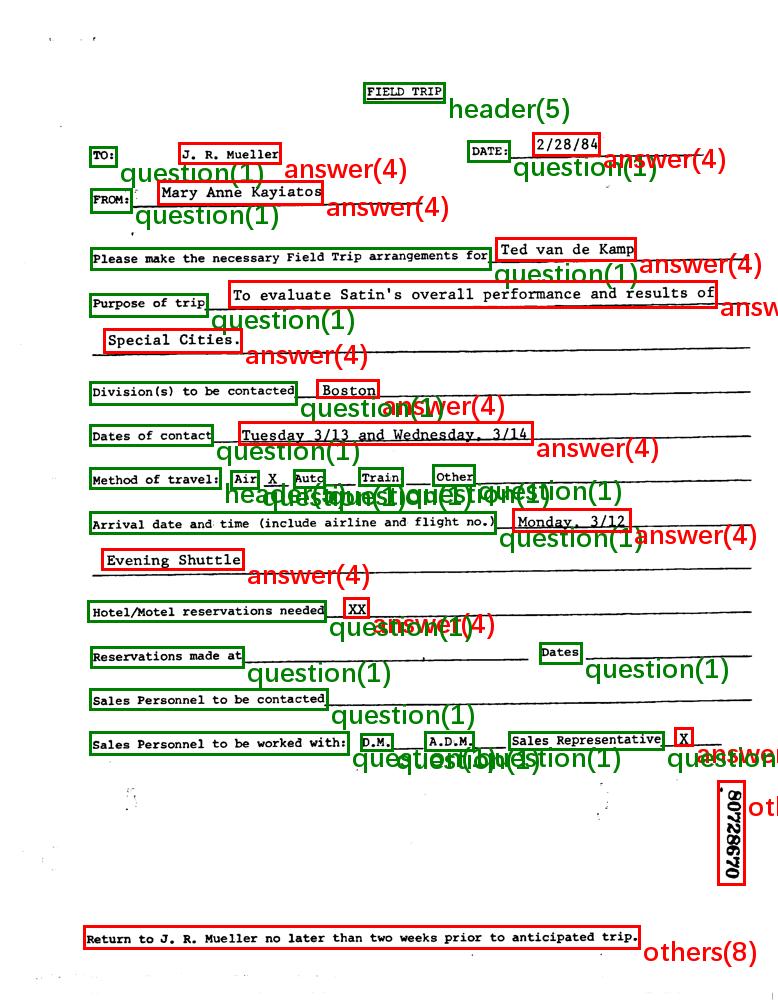 FIELD TRIP
header(5)
TO: J. R. Mueller DATE: 2/28/84
question(1) answer(4) question(1) answer(4)
FROM: Mary Anne Kayiatos
question(1) answer(4)
Please make the necessary Field Trip arrangements for Ted van de Kamp
question(1) answer(4)
Purpose of trip To evaluate Satin's overall performance and results of
question(1)
Special Cities.
answer(4)
Division(s) to be contacted Boston
question(1) answer(4)
Dates of contact Tuesday 3/13 and Wednesday, 3/14
question(1) answer(4)
Method of travel: Air X Auto Train Other
header(5) question(1) question(1) question(1) question(1)
Arrival date and time (include airline and flight no.) Monday, 3/12
question(1) answer(4)
Evening Shuttle
answer(4)
Hotel/Motel reservations needed XX
question(1) answer(4)
Reservations made at Dates
question(1) question(1)
Sales Personnel to be contacted
question(1)
Sales Personnel to be worked with: D.M. A.D.M. Sales Representative X
question(1) question(1) question(1) question
80728670
Return to J. R. Mueller no later than two weeks prior to anticipated trip.
others(8)